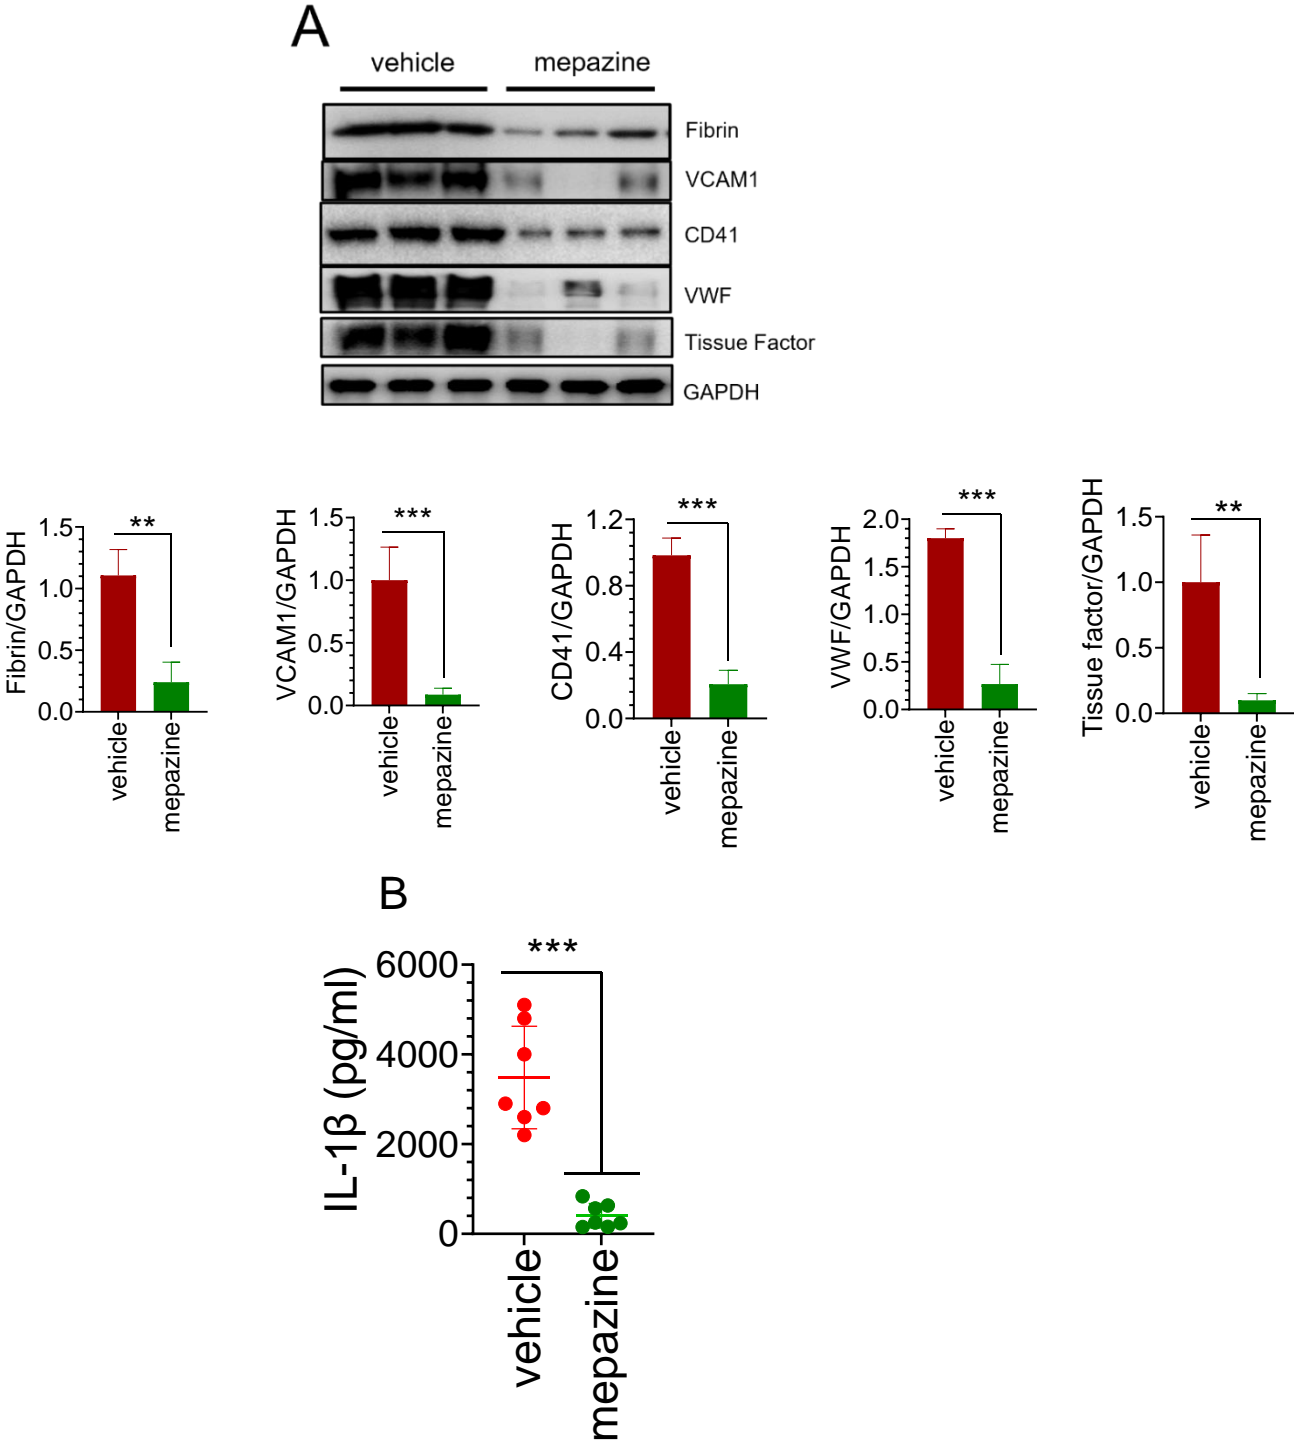 A
vehicle mepazine
Fibrin
VCAM1
CD41
VWF
Tissue Factor
GAPDH
Fibrin/GAPDH
1.5
1.0
0.5
0.0
**
vehicle
mepazine
VCAM1/GAPDH
1.5
1.0
0.5
0.0
***
vehicle
mepazine
CD41/GAPDH
1.2
0.8
0.4
0.0
***
vehicle
mepazine
VWF/GAPDH
2.0
1.5
1.0
0.5
0.0
***
vehicle
mepazine
Tissue factor/GAPDH
1.5
1.0
0.5
0.0
**
vehicle
mepazine
B
IL-1β (pg/ml)
6000
4000
2000
0
***
vehicle
mepazine